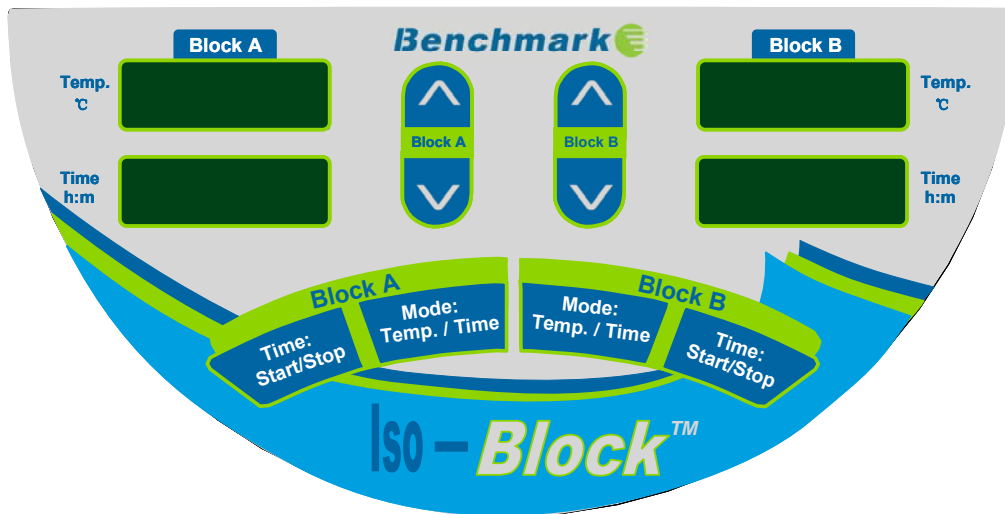 Block A
Benchmark
Block B
Temp.
℃
Temp.
℃
Block A
Block B
Time
h:m
Time
h:m
Block A
Block B
Time:
Start/Stop
Mode:
Temp. / Time
Mode:
Temp. / Time
Time:
Start/Stop
Iso – Block™